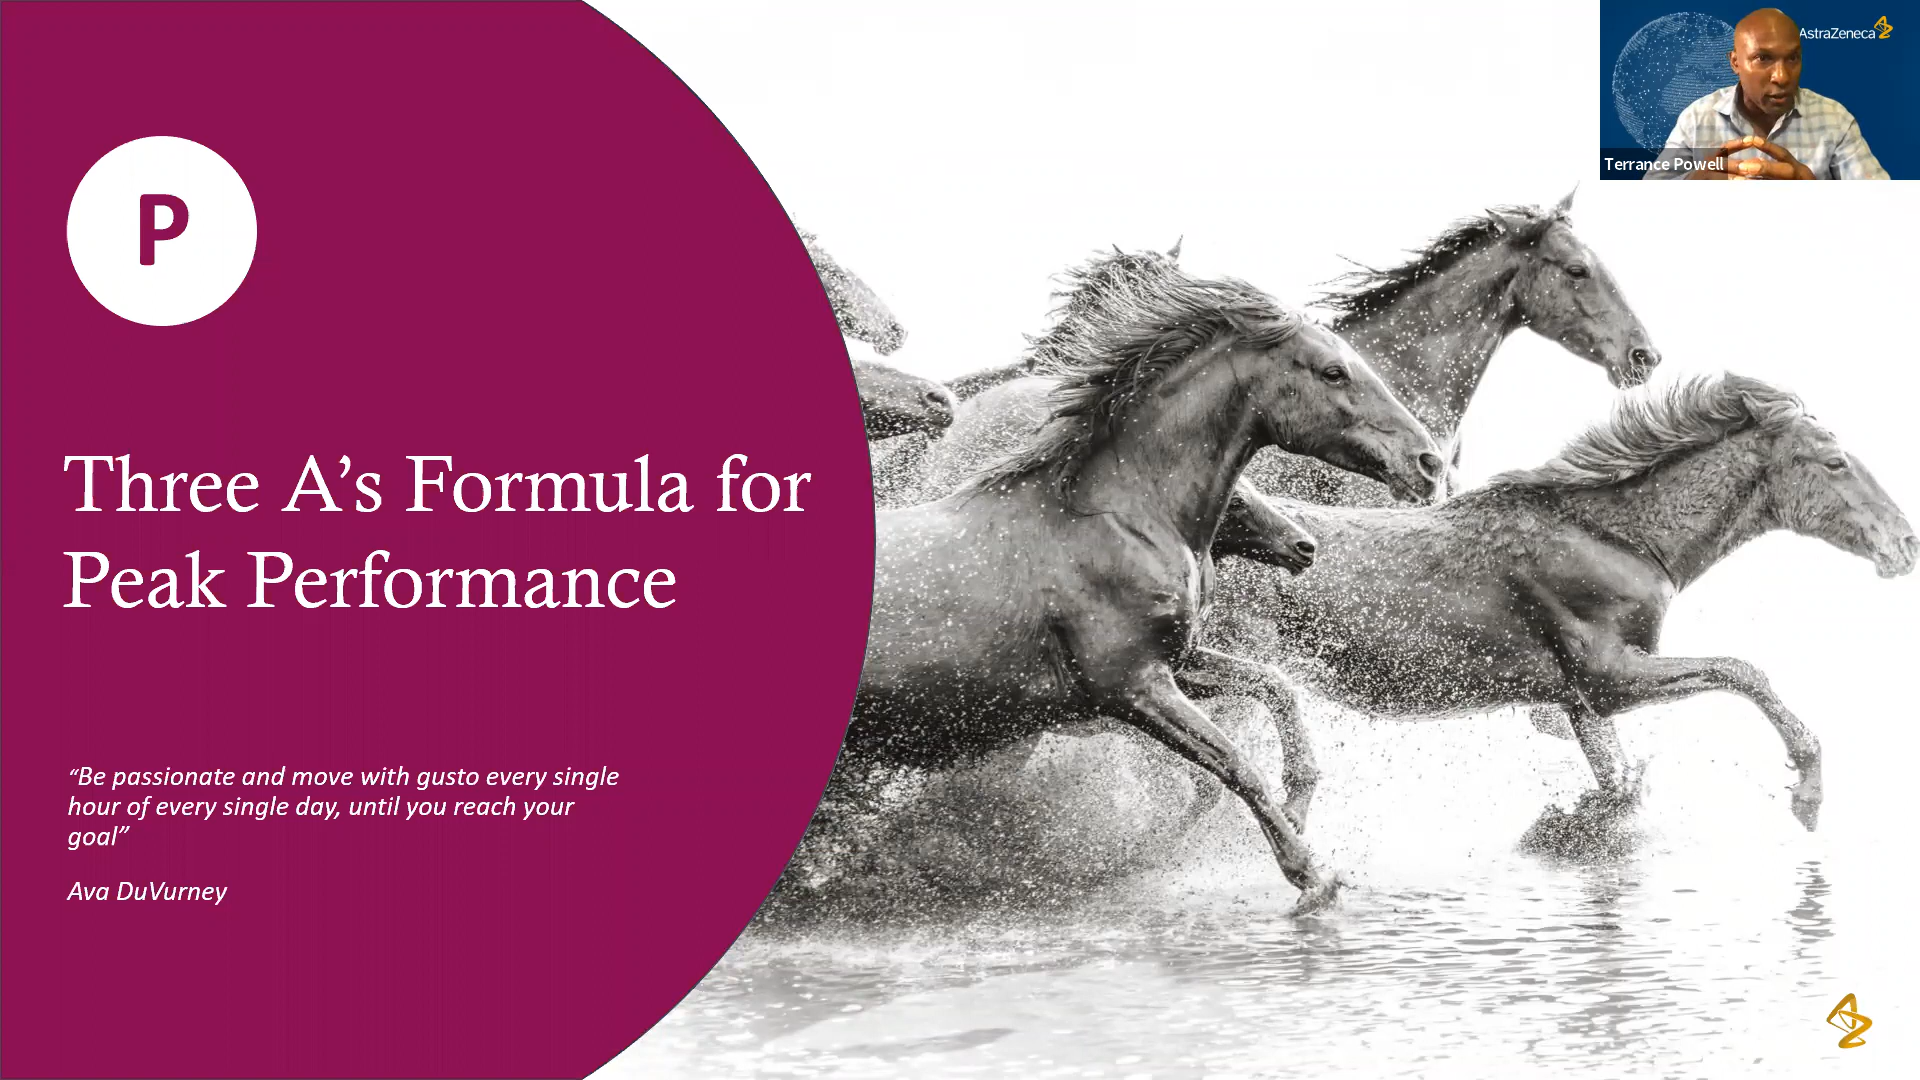 AstraZeneca
Terrance Powell
P
Three A’s Formula for
Peak Performance
“Be passionate and move with gusto every single
hour of every single day, until you reach your
goal”
Ava DuVurney